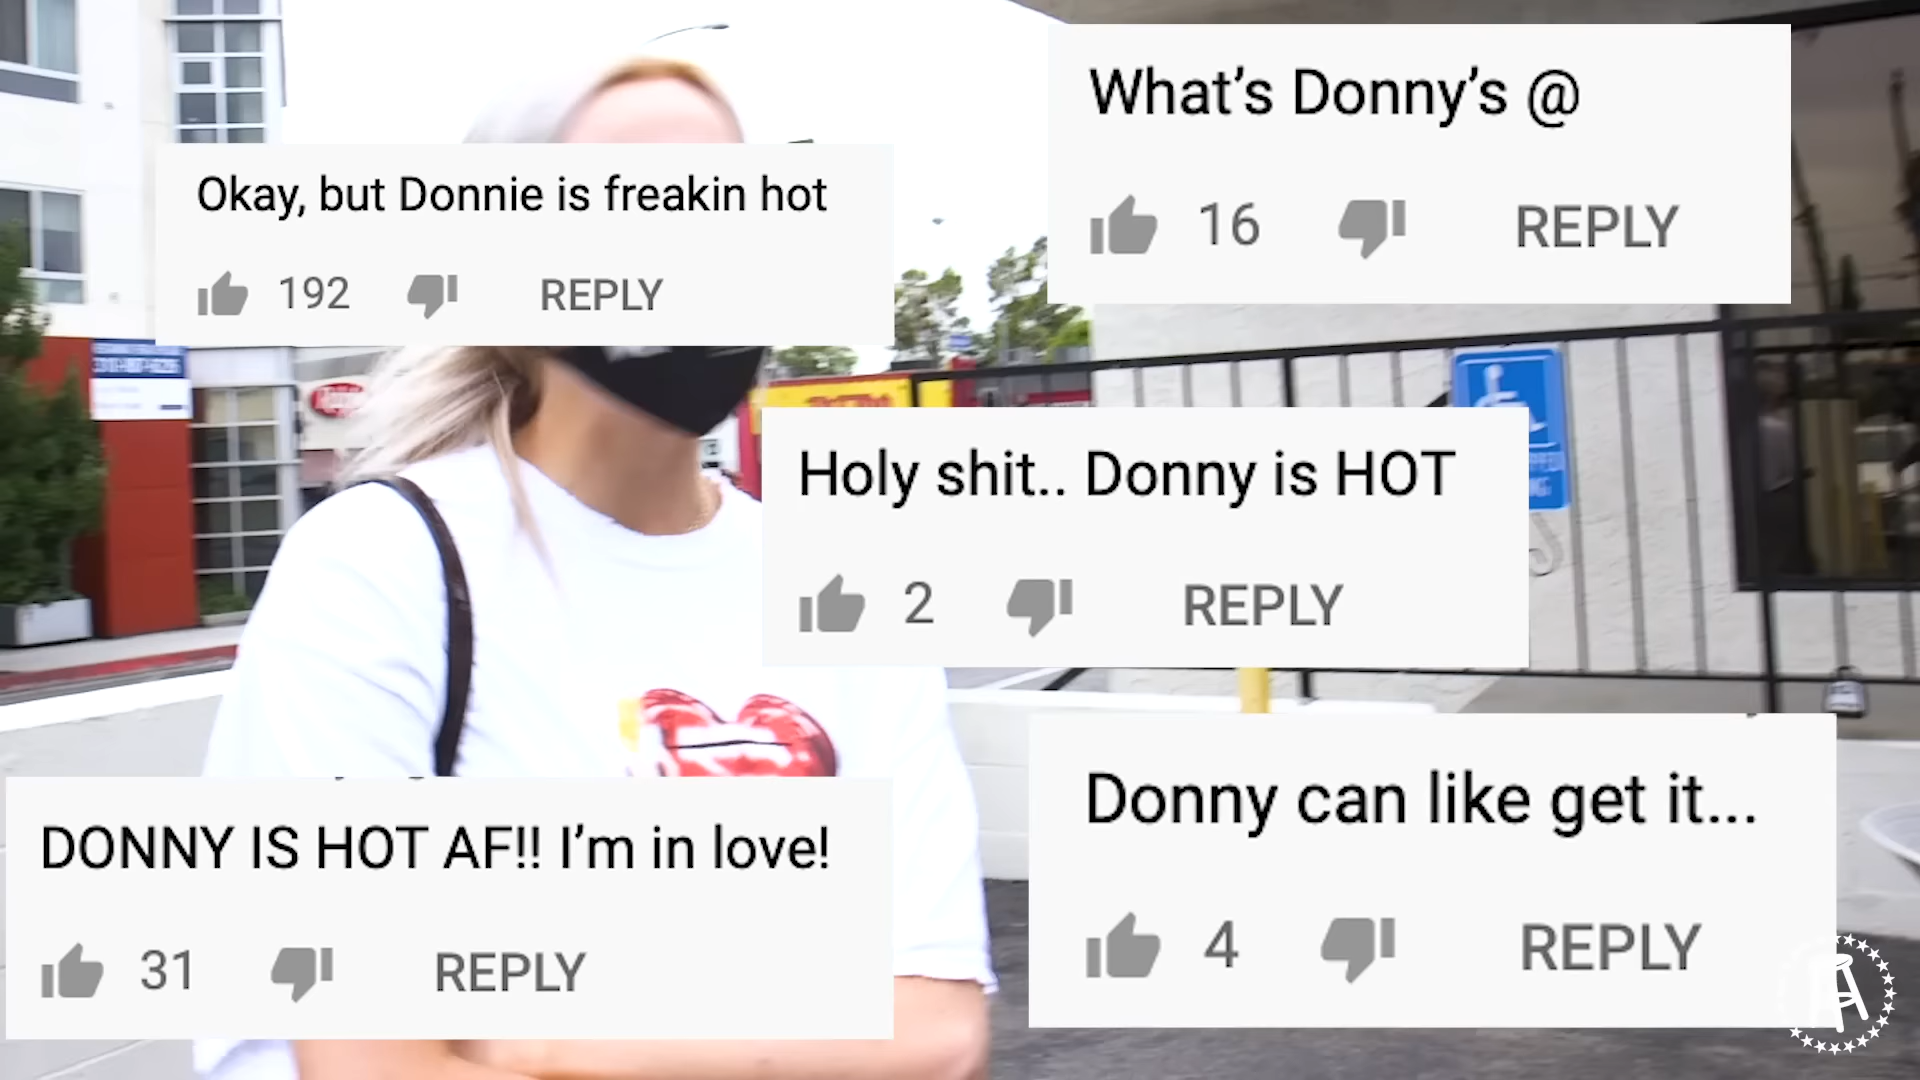 What’s Donny’s @
16 REPLY
Okay, but Donnie is freakin hot
192 REPLY
Holy shit.. Donny is HOT
2 REPLY
Donny can like get it...
4 REPLY
DONNY IS HOT AF!! I’m in love!
31 REPLY